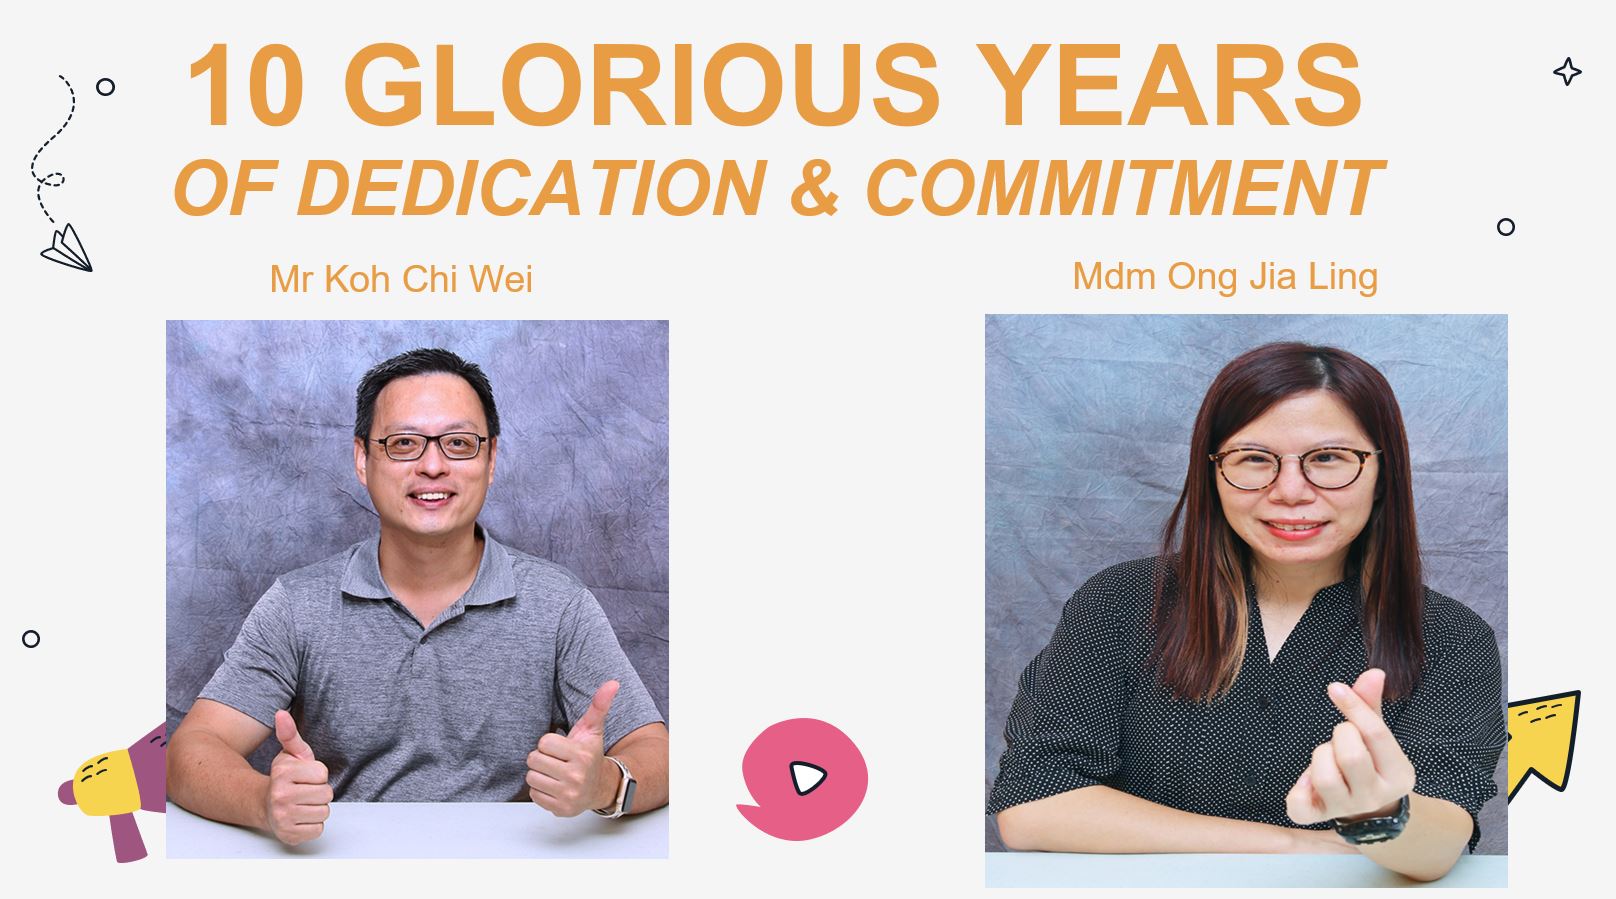 10 GLORIOUS YEARS
OF DEDICATION & COMMITMENT
Mr Koh Chi Wei
Mdm Ong Jia Ling